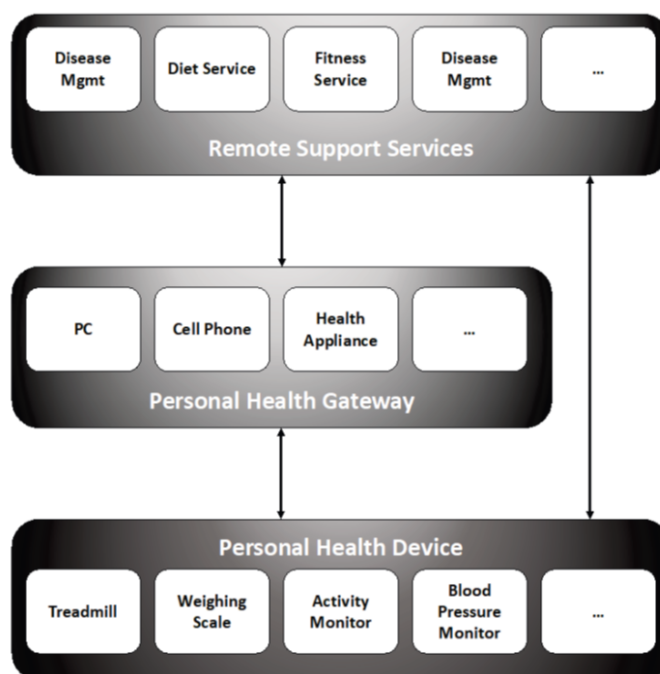 Disease
Mgmt
Diet Service
Fitness
Service
Disease
Mgmt
...
Remote Support Services
PC
Cell Phone
Health
Appliance
...
Personal Health Gateway
Personal Health Device
Treadmill
Weighing
Scale
Activity
Monitor
Blood
Pressure
Monitor
...